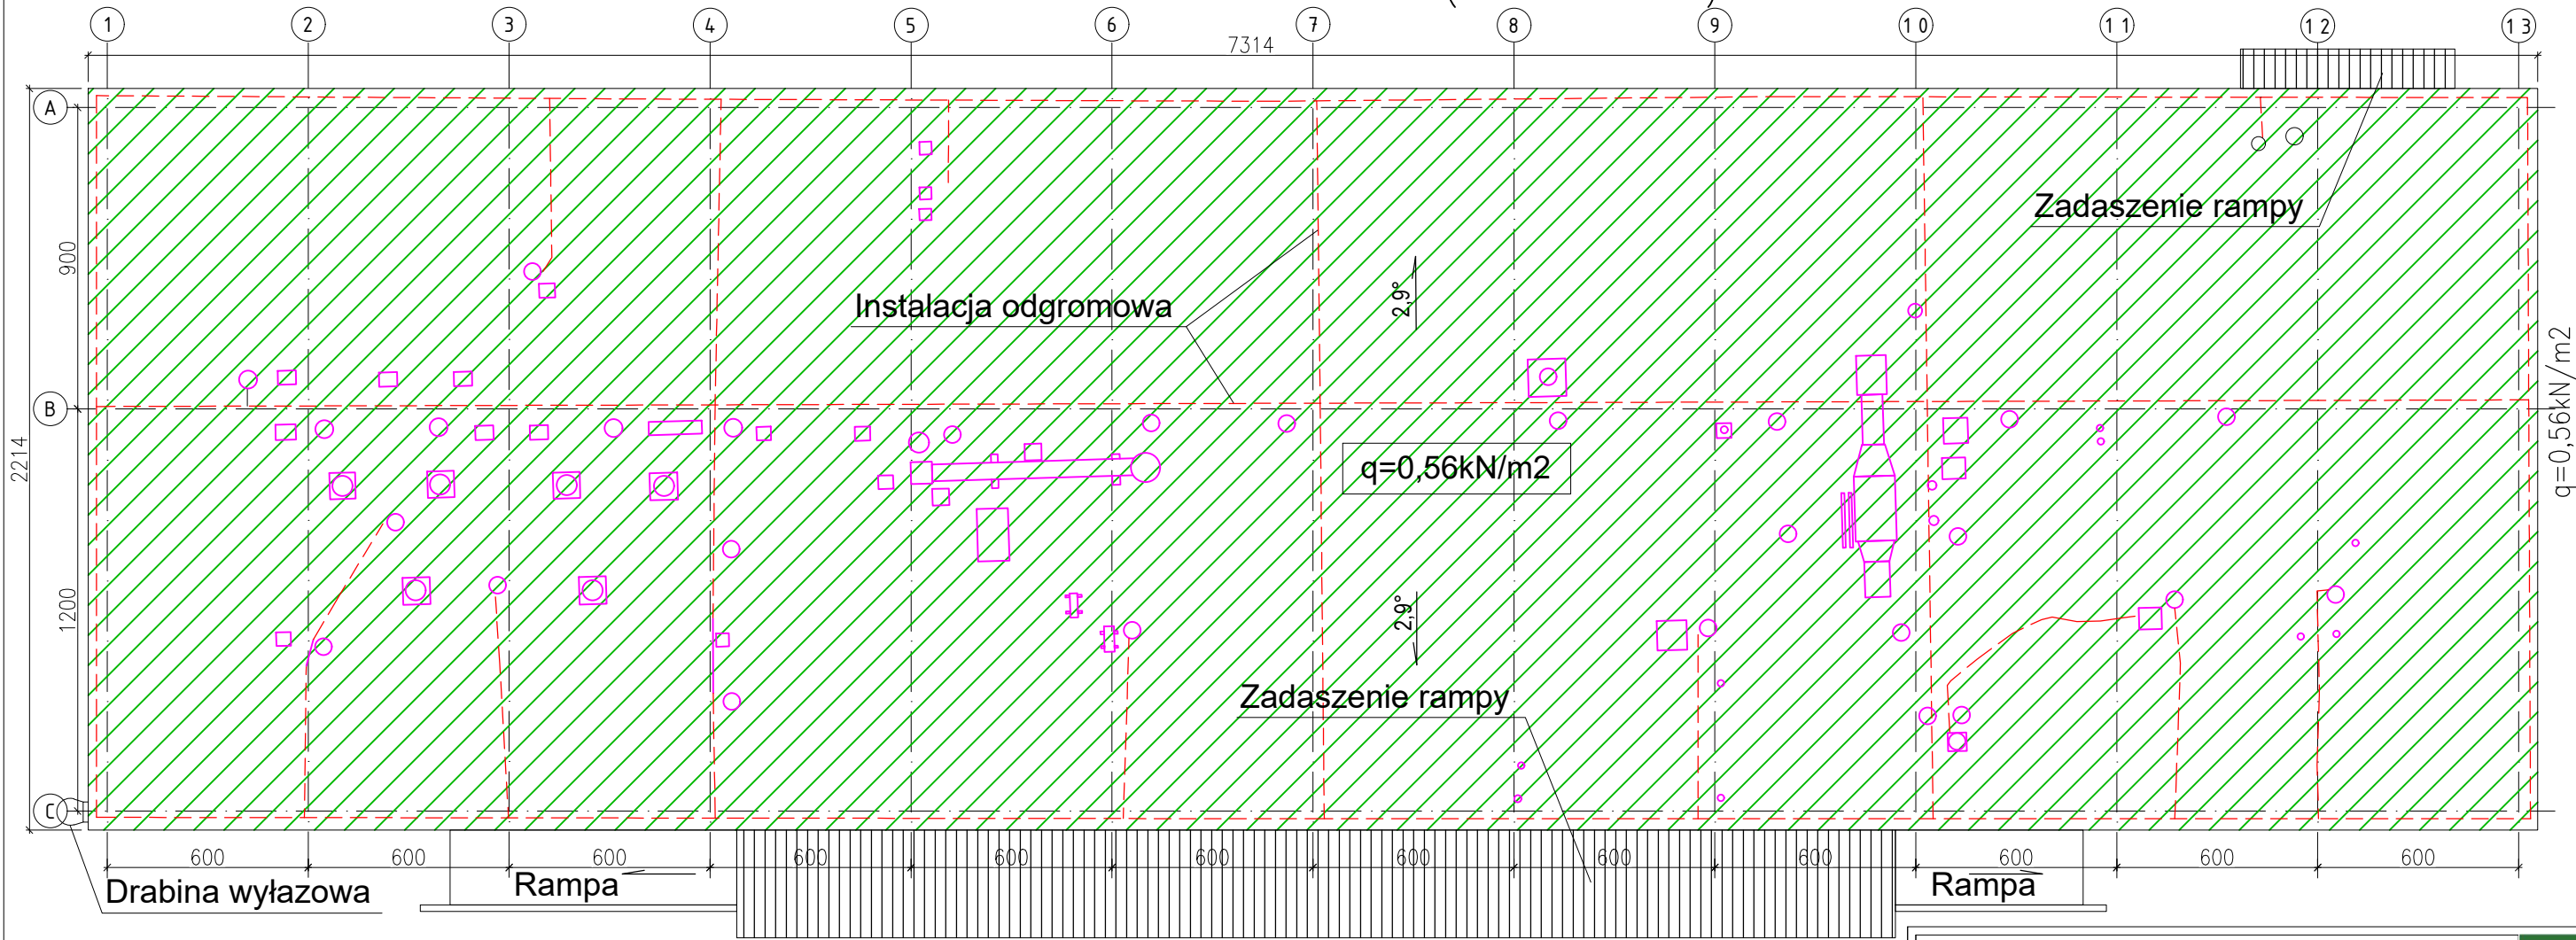 1 2 3 4 5 6 7 8 9 10 11 12 13
7314
A
Zadaszenie rampy
900
Instalacja odgromowa
2,9°
q=0,56kN/m2
B
2214
q=0,56kN/m2
1200
2,9°
Zadaszenie rampy
C
600 600 600 600 600 600 600 600 600 600 600 600
Drabina wyłazowa
Rampa
Rampa